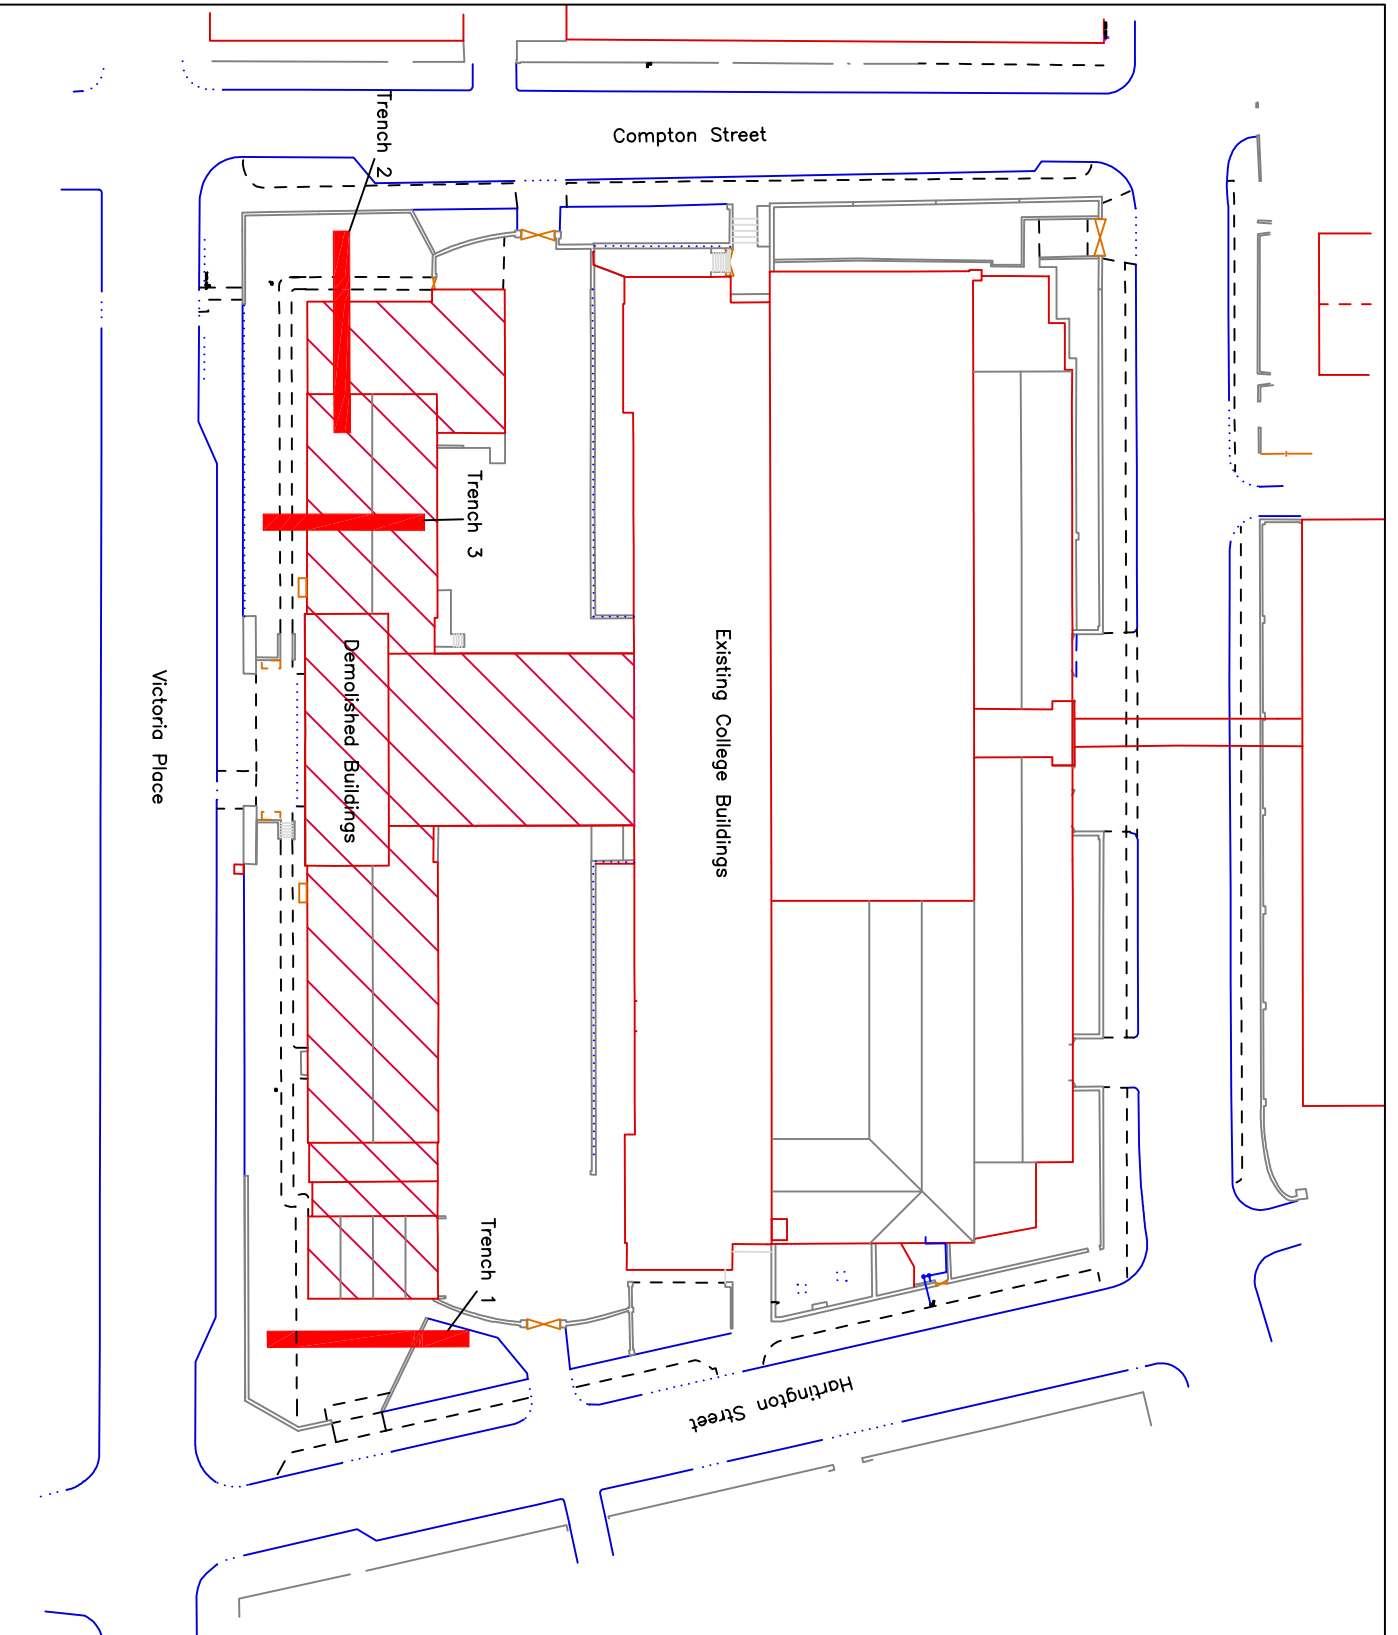 Compton Street
Trench 2
Trench 3
Demolished Buildings
Existing College Buildings
Victoria Place
Trench 1
Hartington Street